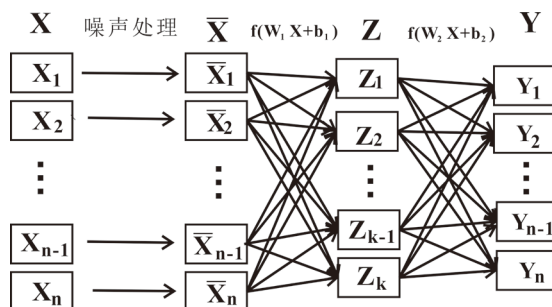 X 噪声处理 X̅ f(W₁ X+b₁) Z f(W₂ X+b₂) Y
X₁ X̅₁ Z₁ Y₁
X₂ X̅₂ Z₂ Y₂
⋮ ⋮ ⋮ ⋮
Xₙ₋₁ X̅ₙ₋₁ Zₖ₋₁ Yₙ₋₁
Xₙ X̅ₙ Zₖ Yₙ